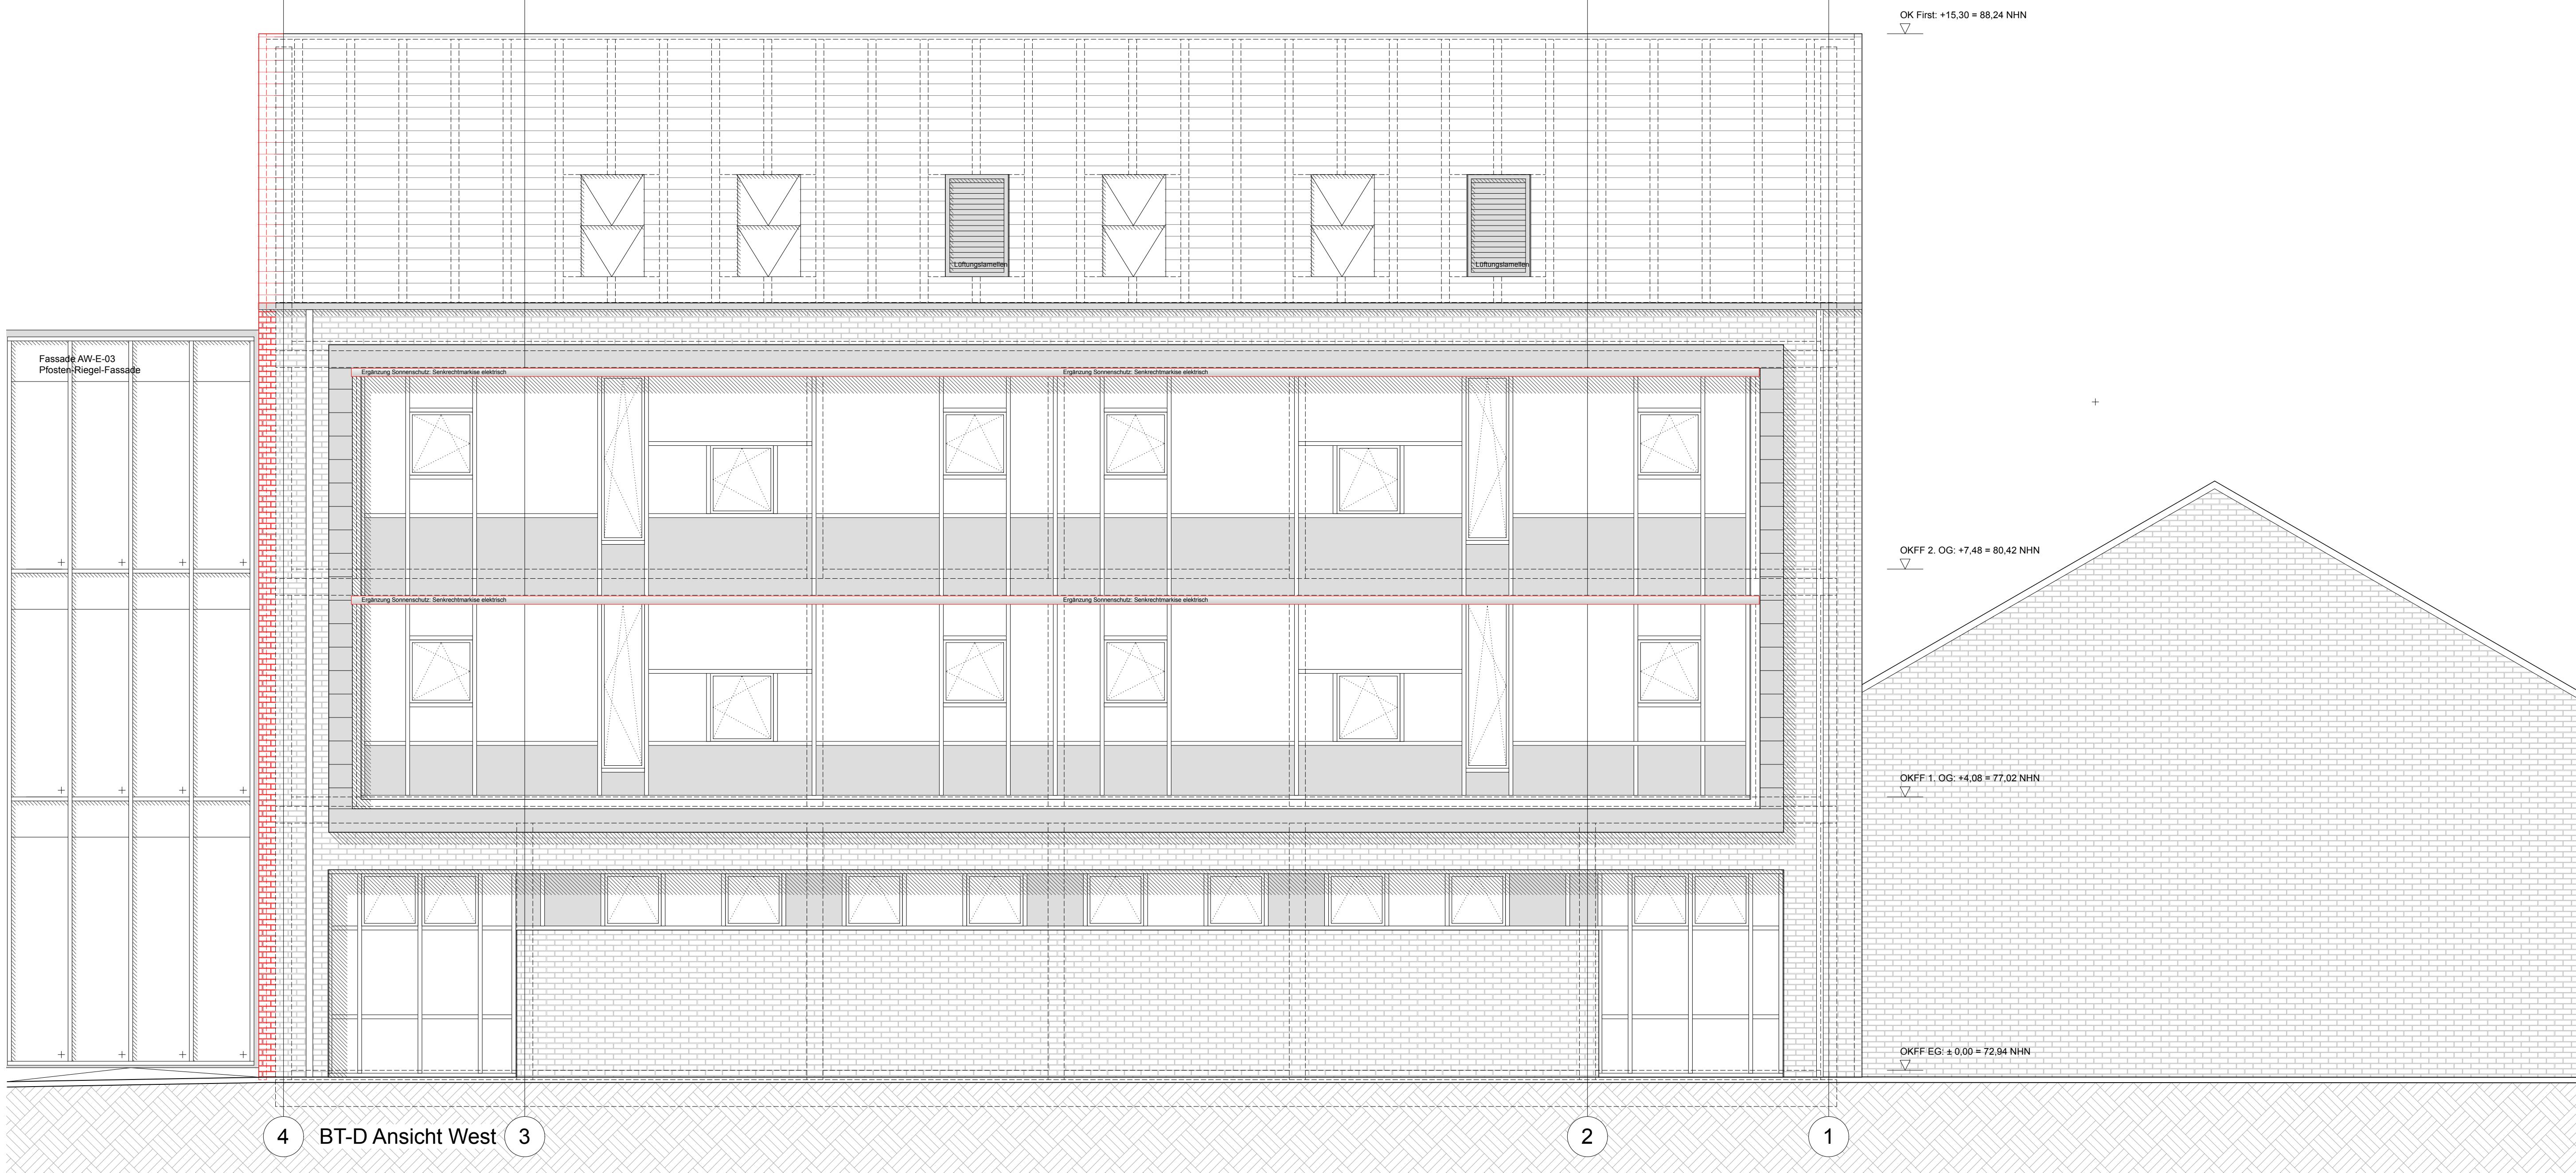 OK First: +15,30 = 88,24 NHN
Lüftungslamellen
Lüftungslamellen
Fassade AW-E-03
Pfosten-Riegel-Fassade
Ergänzung Sonnenschutz: Senkrechtmarkise elektrisch
Ergänzung Sonnenschutz: Senkrechtmarkise elektrisch
OKFF 2. OG: +7,48 = 80,42 NHN
Ergänzung Sonnenschutz: Senkrechtmarkise elektrisch
Ergänzung Sonnenschutz: Senkrechtmarkise elektrisch
OKFF 1. OG: +4,08 = 77,02 NHN
OKFF EG: ± 0,00 = 72,94 NHN
4
BT-D Ansicht West
3
2
1